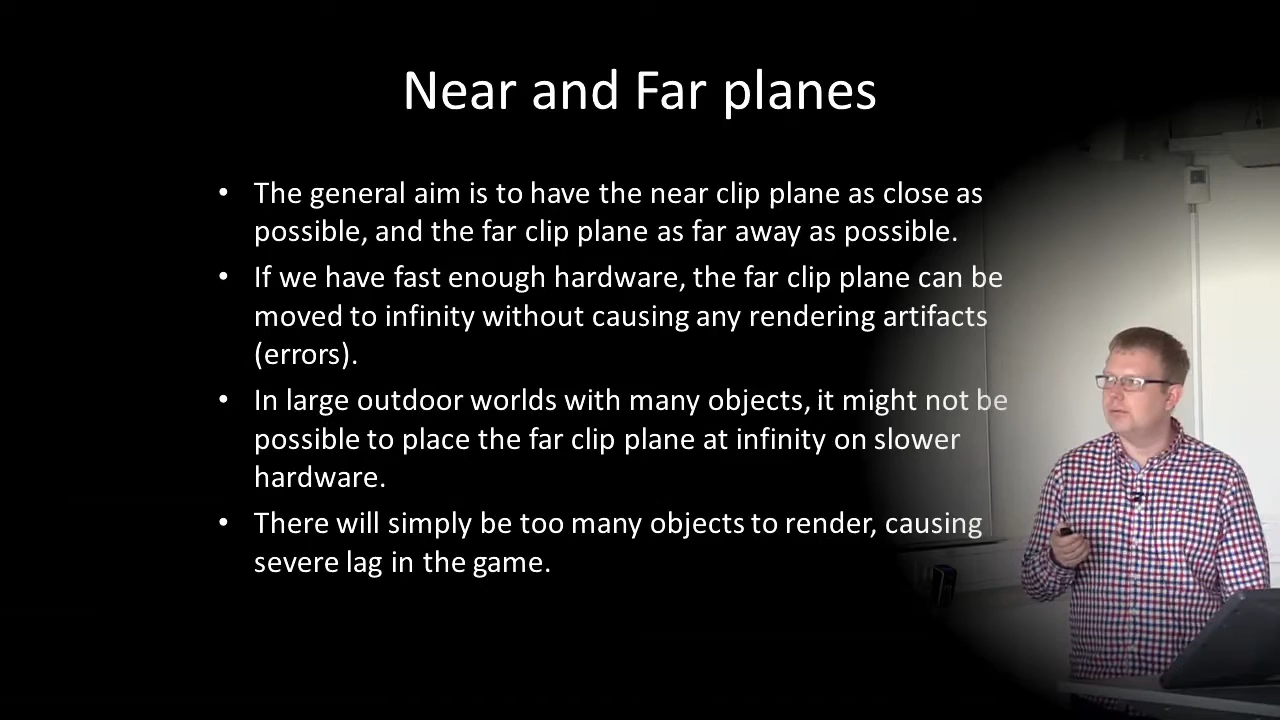 Near and Far planes
• The general aim is to have the near clip plane as close as
possible, and the far clip plane as far away as possible.
• If we have fast enough hardware, the far clip plane can be
moved to infinity without causing any rendering artifacts
(errors).
• In large outdoor worlds with many objects, it might not be
possible to place the far clip plane at infinity on slower
hardware.
• There will simply be too many objects to render, causing
severe lag in the game.